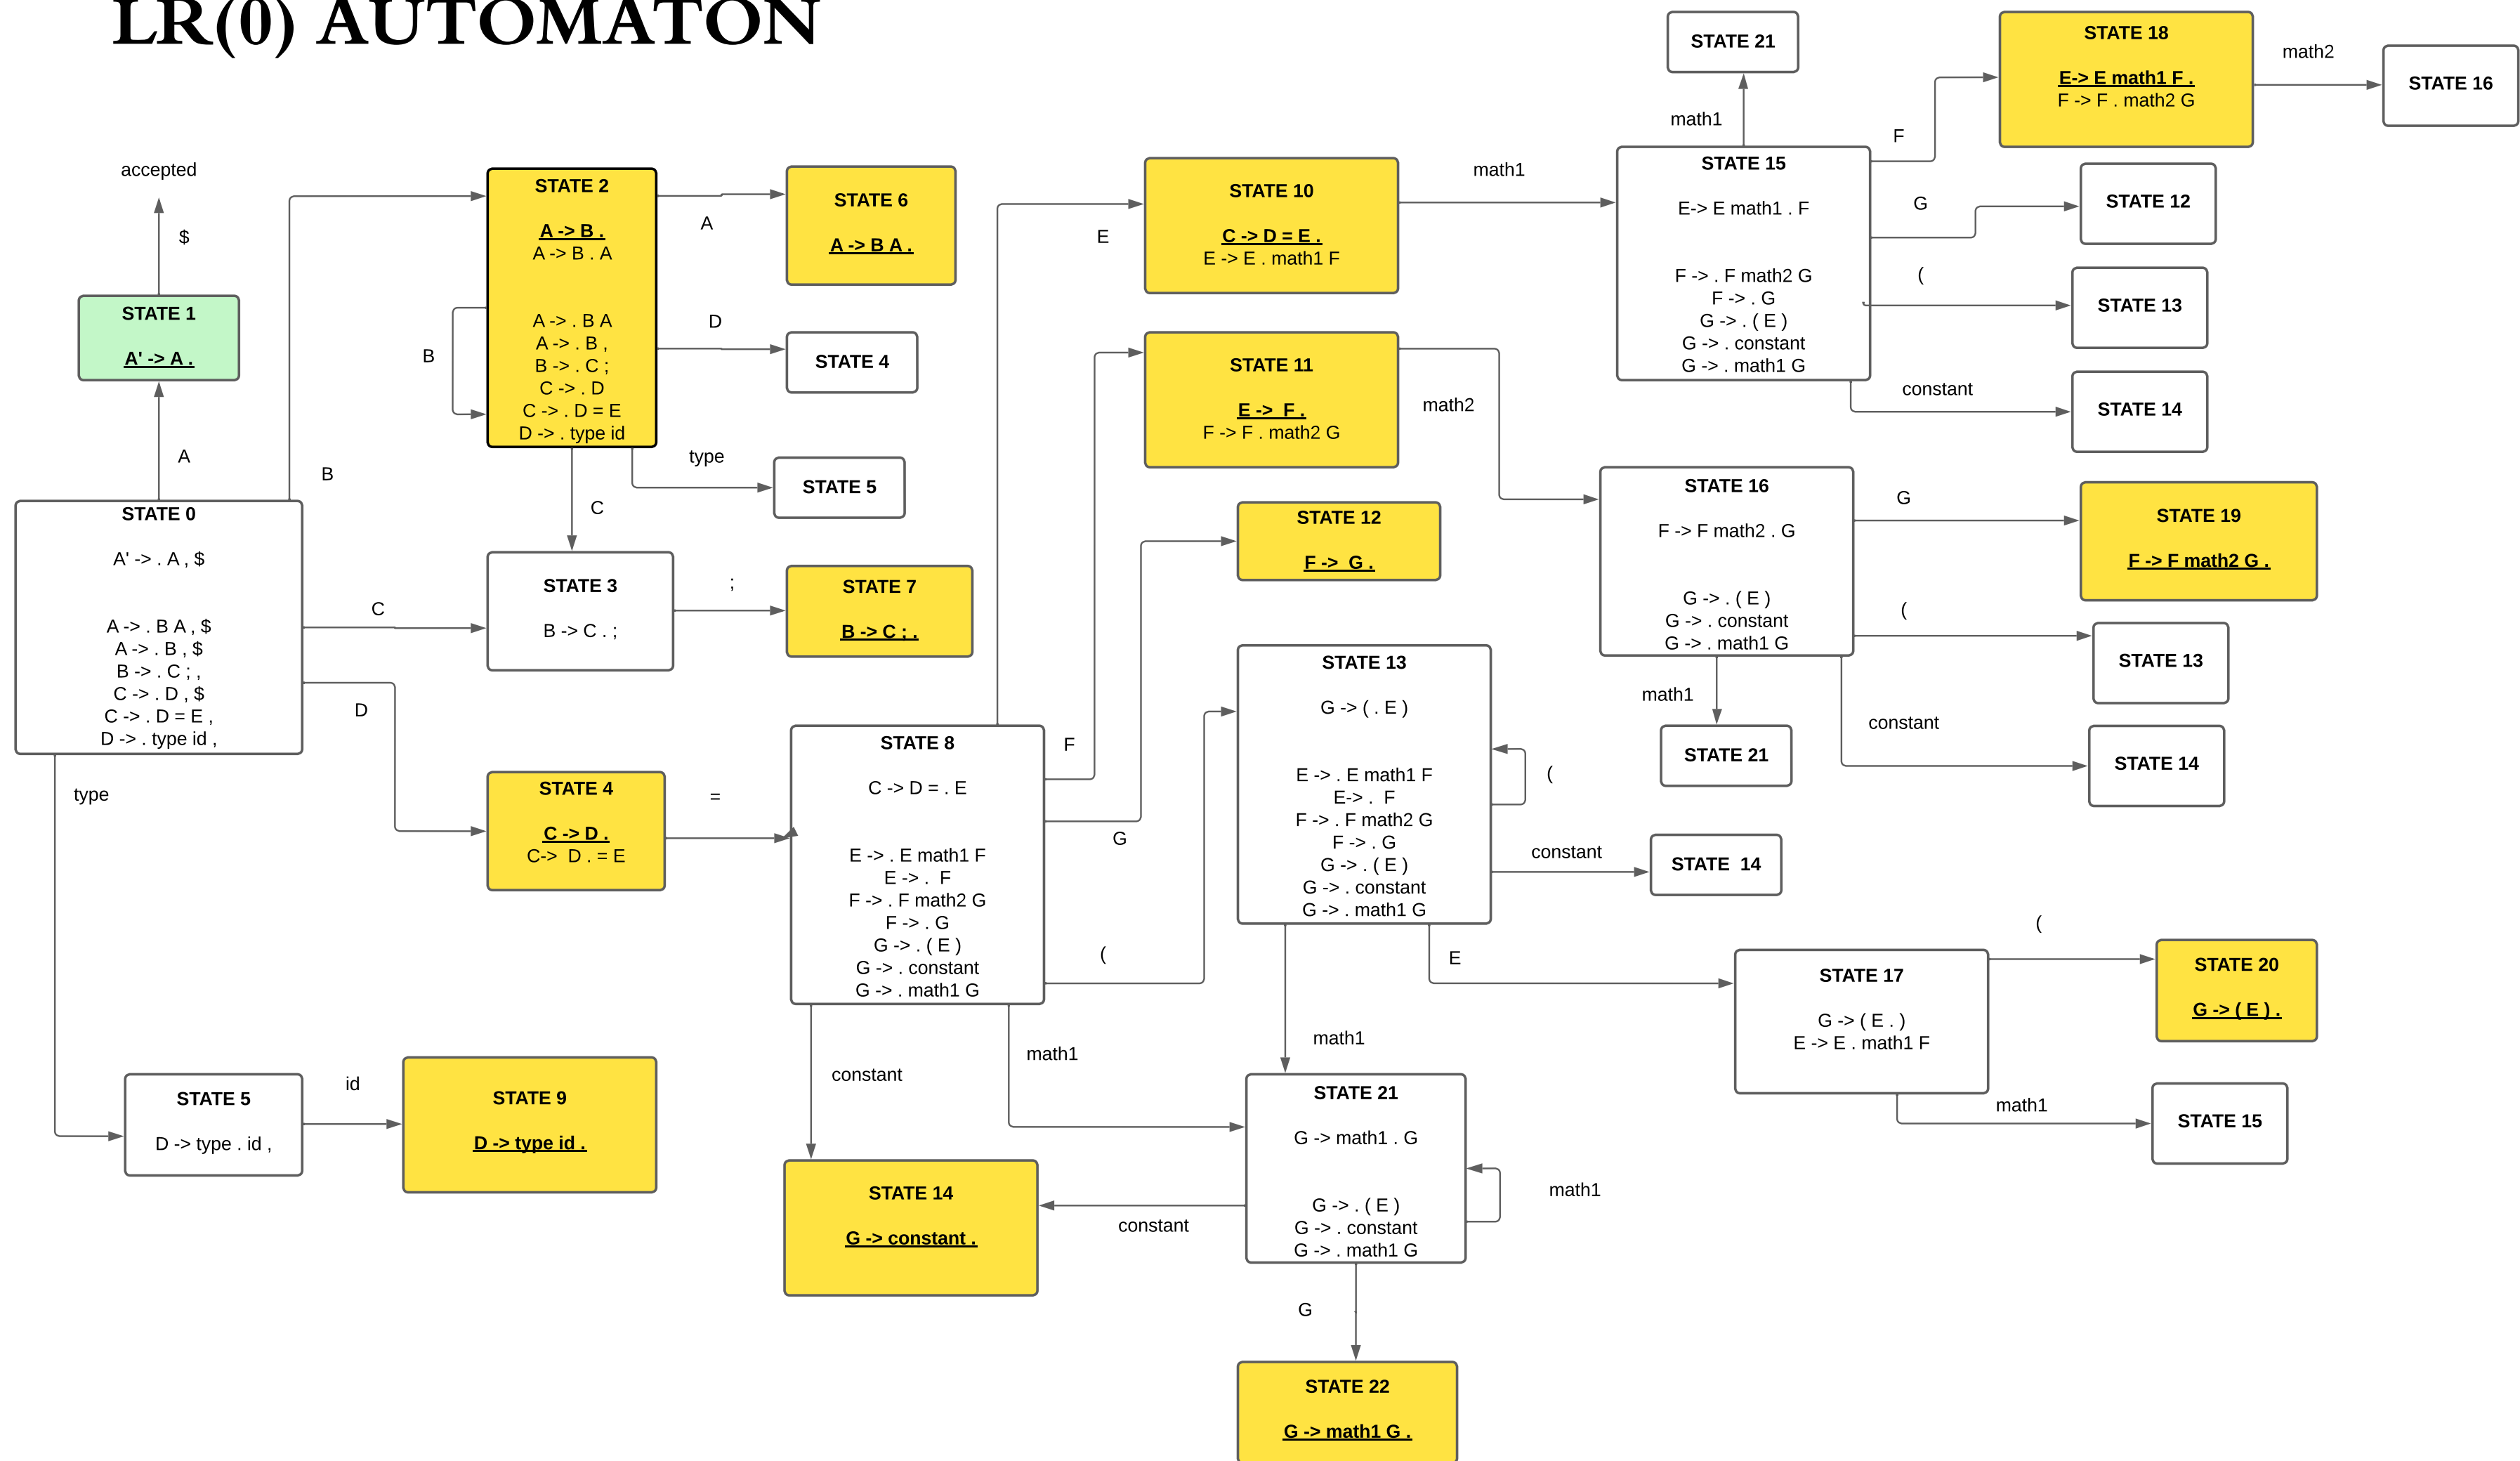 LR(0) AUTOMATON
accepted
$
STATE 1
A' -> A .
A
B
STATE 0
A' -> . A , $
A -> . B A , $
A -> . B , $
B -> . C ; ,
C -> . D , $
C -> . D = E ,
D -> . type id ,
C
D
type
STATE 2
A -> B .
A -> B . A
A -> . B A
A -> . B ,
B -> . C ;
C -> . D
C -> . D = E
D -> . type id
B
A
STATE 6
A -> B A .
D
STATE 4
type
STATE 5
C
STATE 3
B -> C . ;
;
STATE 7
B -> C ; .
STATE 4
C -> D .
C-> D . = E
=
STATE 5
D -> type . id ,
id
STATE 9
D -> type id .
STATE 8
C -> D = . E
E -> . E math1 F
E -> . F
F -> . F math2 G
F -> . G
G -> . ( E )
G -> . constant
G -> . math1 G
E
F
G
(
constant
math1
STATE 14
G -> constant .
STATE 10
C -> D = E .
E -> E . math1 F
math1
STATE 11
E -> F .
F -> F . math2 G
math2
STATE 12
F -> G .
STATE 13
G -> ( . E )
E -> . E math1 F
E-> . F
F -> . F math2 G
F -> . G
G -> . ( E )
G -> . constant
G -> . math1 G
(
constant
STATE 14
E
math1
STATE 21
G -> math1 . G
G -> . ( E )
G -> . constant
G -> . math1 G
math1
constant
G
STATE 22
G -> math1 G .
STATE 21
math1
STATE 15
E-> E math1 . F
F -> . F math2 G
F -> . G
G -> . ( E )
G -> . constant
G -> . math1 G
F
STATE 18
E-> E math1 F .
F -> F . math2 G
math2
STATE 16
G
STATE 12
(
STATE 13
constant
STATE 14
STATE 16
F -> F math2 . G
G -> . ( E )
G -> . constant
G -> . math1 G
G
STATE 19
F -> F math2 G .
(
STATE 13
math1
STATE 21
constant
STATE 14
STATE 17
G -> ( E . )
E -> E . math1 F
(
STATE 20
G -> ( E ) .
math1
STATE 15